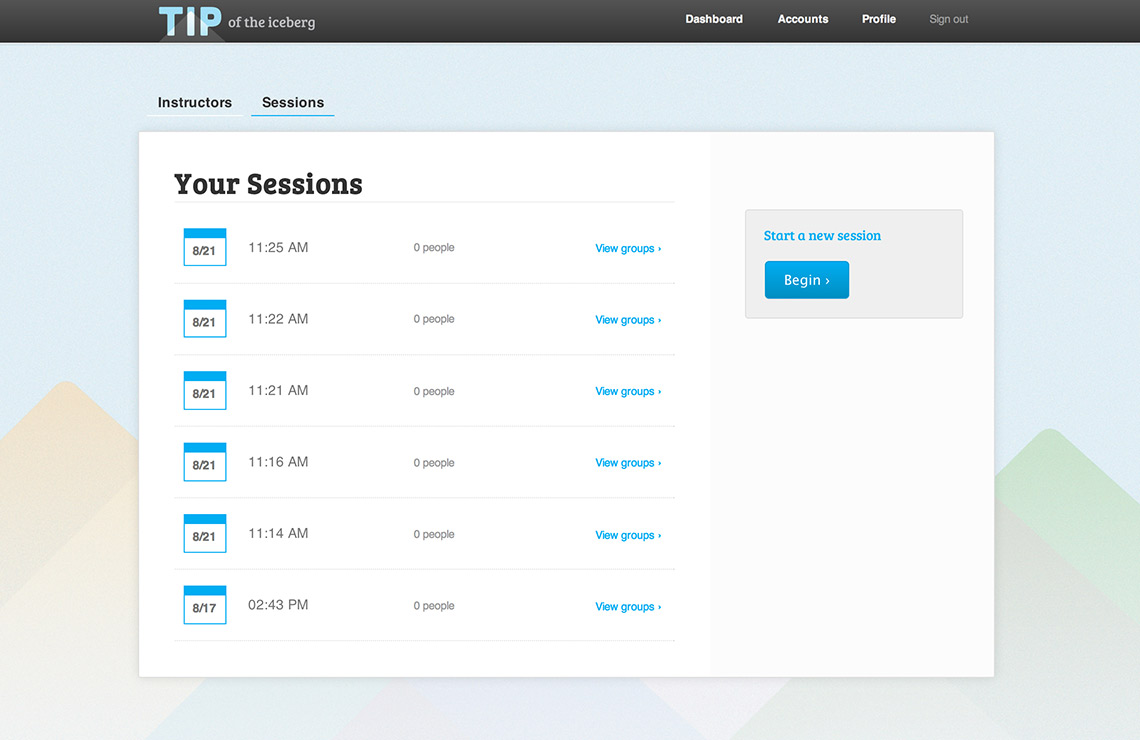 TIP of the iceberg Dashboard Accounts Profile Sign out
Instructors Sessions
Your Sessions
8/21 11:25 AM 0 people View groups ›
8/21 11:22 AM 0 people View groups ›
8/21 11:21 AM 0 people View groups ›
8/21 11:16 AM 0 people View groups ›
8/21 11:14 AM 0 people View groups ›
8/17 02:43 PM 0 people View groups ›
Start a new session
Begin ›